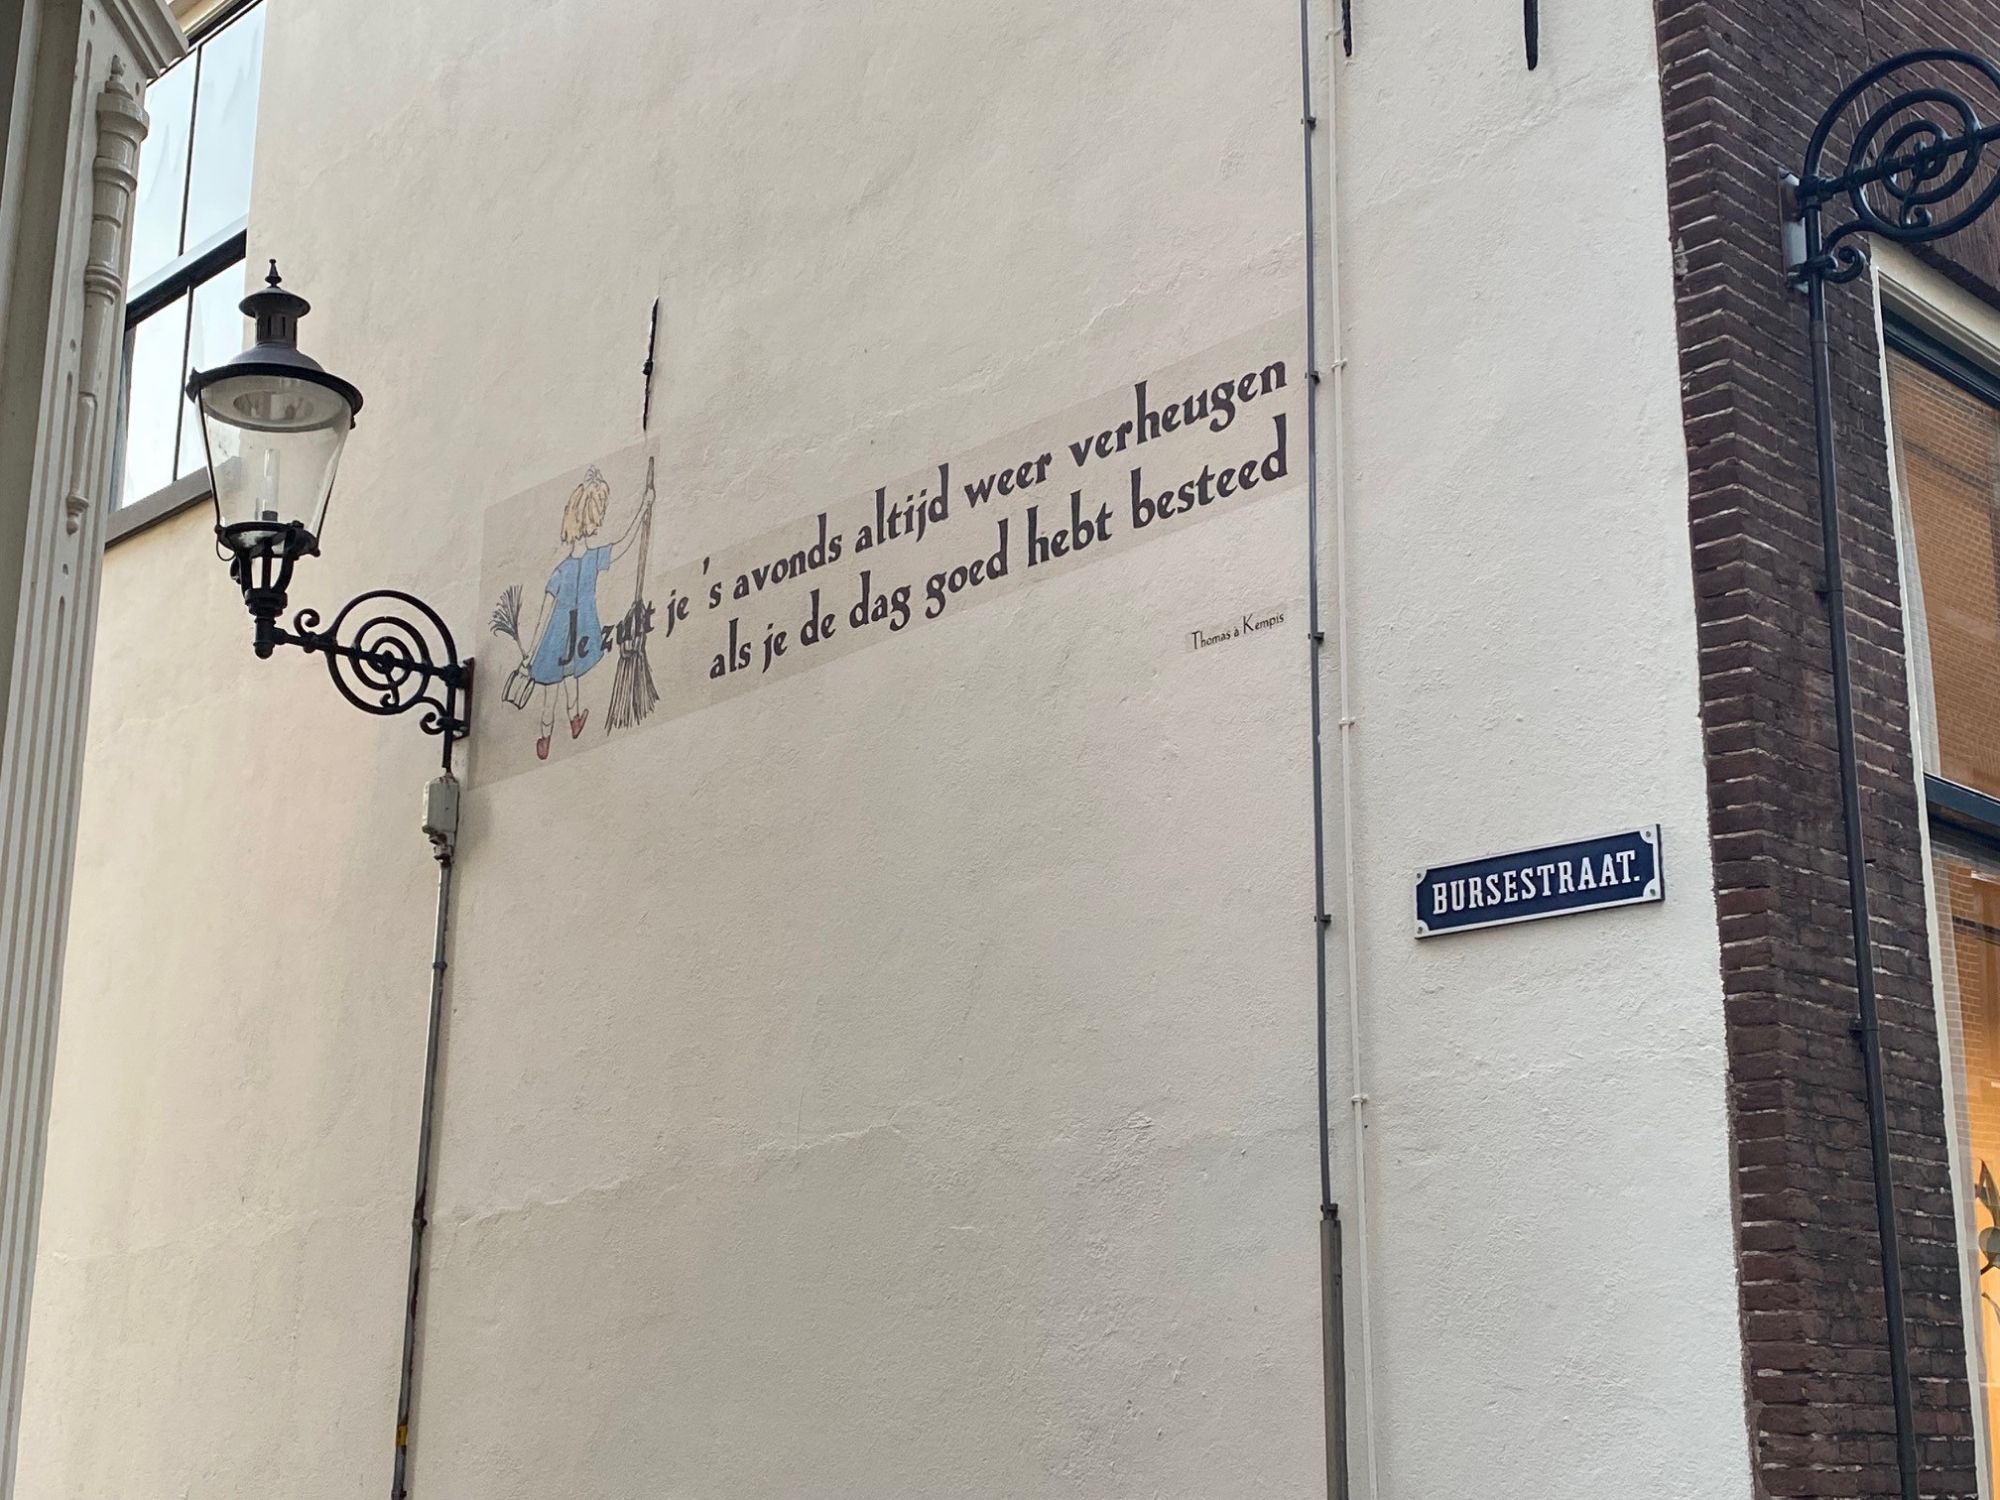 Je zult je 's avonds altijd weer verheugen
als je de dag goed hebt besteed
Thomas à Kempis
BURSESTRAAT.